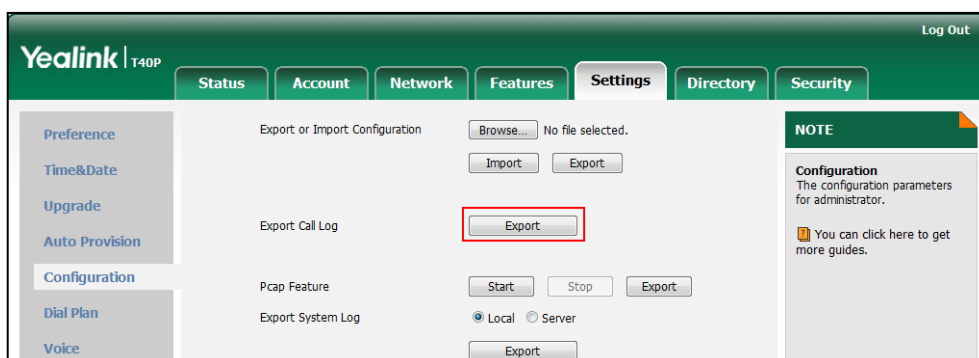 Log Out
Yealink T40P
Status Account Network Features Settings Directory Security
Preference
Time&Date
Upgrade
Auto Provision
Configuration
Dial Plan
Voice
Export or Import Configuration Browse... No file selected.
Import Export
Export Call Log Export
Pcap Feature Start Stop Export
Export System Log Local Server
Export
NOTE
Configuration
The configuration parameters
for administrator.
You can click here to get
more guides.